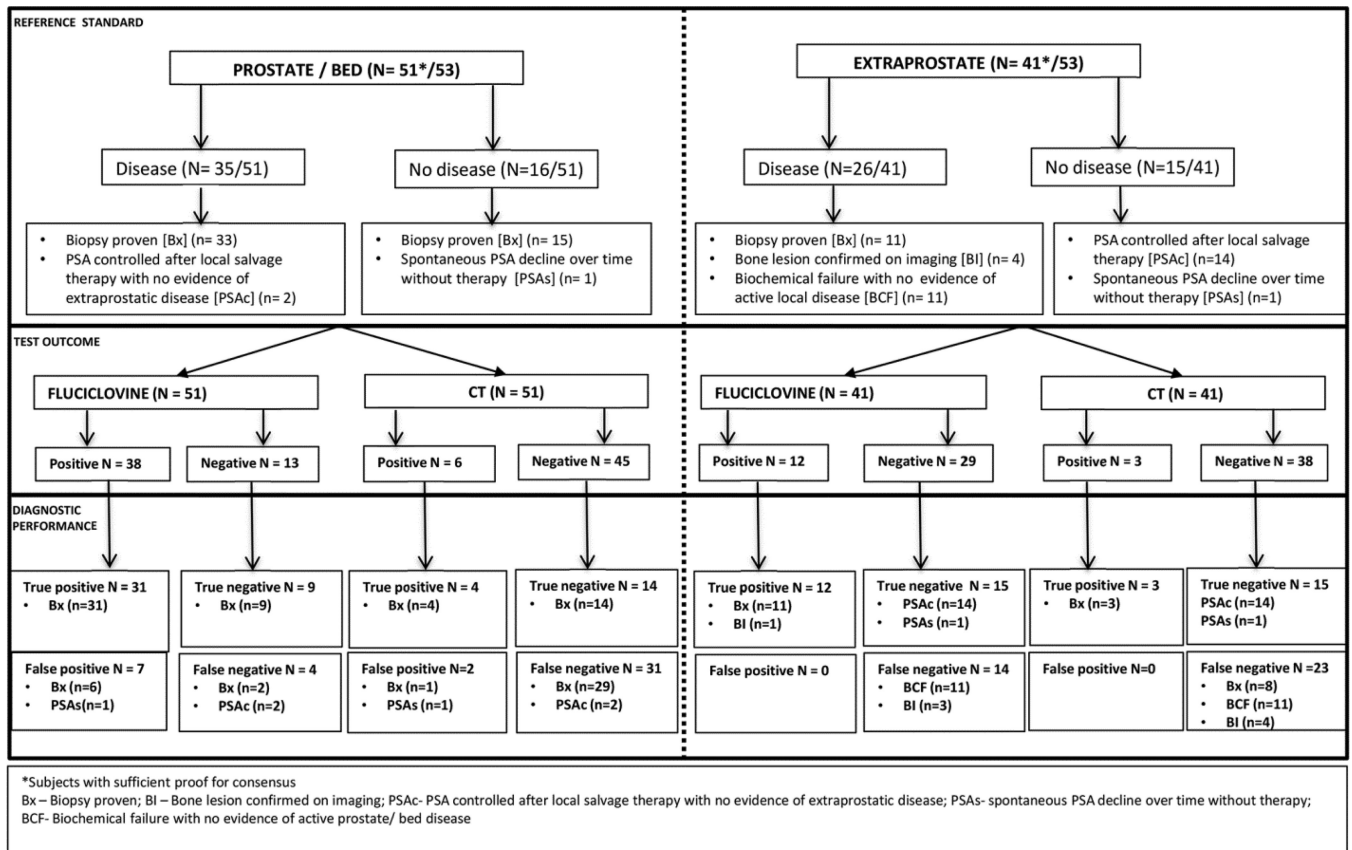 REFERENCE STANDARD
PROSTATE / BED (N= 51*/53)
Disease (N= 35/51)
No disease (N=16/51)
• Biopsy proven [Bx] (n= 33)
• PSA controlled after local salvage
therapy with no evidence of
extraprostatic disease [PSAc] (n= 2)
• Biopsy proven [Bx] (n= 15)
• Spontaneous PSA decline over time
without therapy [PSAs] (n= 1)
EXTRAPROSTATE (N= 41*/53)
Disease (N=26/41)
No disease (N=15/41)
• Biopsy proven [Bx] (n= 11)
• Bone lesion confirmed on imaging [BI] (n= 4)
• Biochemical failure with no evidence of
active local disease [BCF] (n= 11)
• PSA controlled after local salvage
therapy [PSAc] (n=14)
• Spontaneous PSA decline over time
without therapy [PSAs] (n=1)
TEST OUTCOME
FLUCICLOVINE (N = 51)
CT (N = 51)
Positive N = 38
Negative N = 13
Positive N = 6
Negative N = 45
FLUCICLOVINE (N = 41)
CT (N = 41)
Positive N = 12
Negative N = 29
Positive N = 3
Negative N = 38
DIAGNOSTIC
PERFORMANCE
True positive N = 31
• Bx (n=31)
True negative N = 9
• Bx (n=9)
True positive N = 4
• Bx (n=4)
True negative N = 14
• Bx (n=14)
True positive N = 12
• Bx (n=11)
• BI (n=1)
True negative N = 15
• PSAc (n=14)
• PSAs (n=1)
True positive N = 3
• Bx (n=3)
True negative N = 15
PSAc (n=14)
PSAs (n=1)
False positive N = 7
• Bx (n=6)
• PSAs(n=1)
False negative N = 4
• Bx (n=2)
• PSAc (n=2)
False positive N=2
• Bx (n=1)
• PSAs (n=1)
False negative N = 31
• Bx (n=29)
• PSAc (n=2)
False positive N = 0
False negative N = 14
• BCF (n=11)
• BI (n=3)
False positive N=0
False negative N =23
• Bx (n=8)
• BCF (n=11)
• BI (n=4)
*Subjects with sufficient proof for consensus
Bx – Biopsy proven; BI – Bone lesion confirmed on imaging; PSAc- PSA controlled after local salvage therapy with no evidence of extraprostatic disease; PSAs- spontaneous PSA decline over time without therapy;
BCF- Biochemical failure with no evidence of active prostate/ bed disease